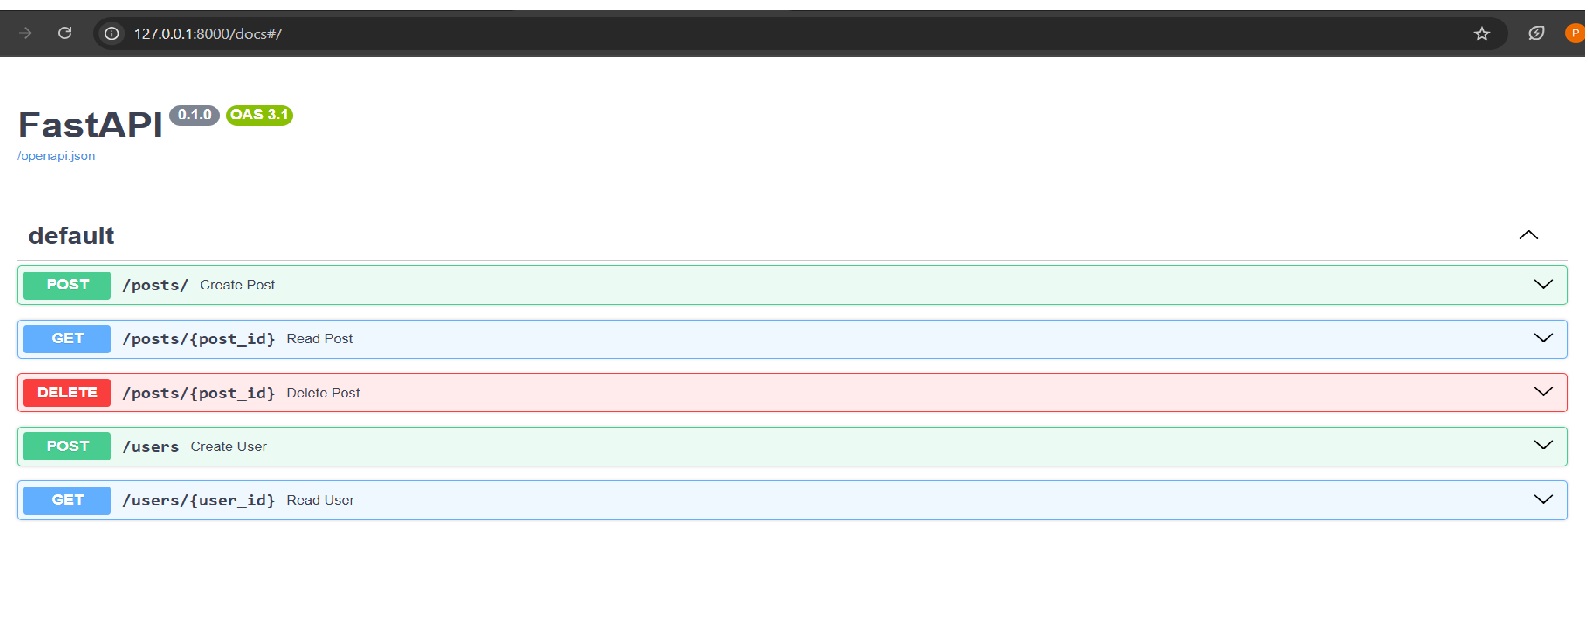 127.0.0.1:8000/docs#/
P
FastAPI 0.1.0 OAS 3.1
/openapi.json
default
POST /posts/ Create Post
GET /posts/{post_id} Read Post
DELETE /posts/{post_id} Delete Post
POST /users Create User
GET /users/{user_id} Read User